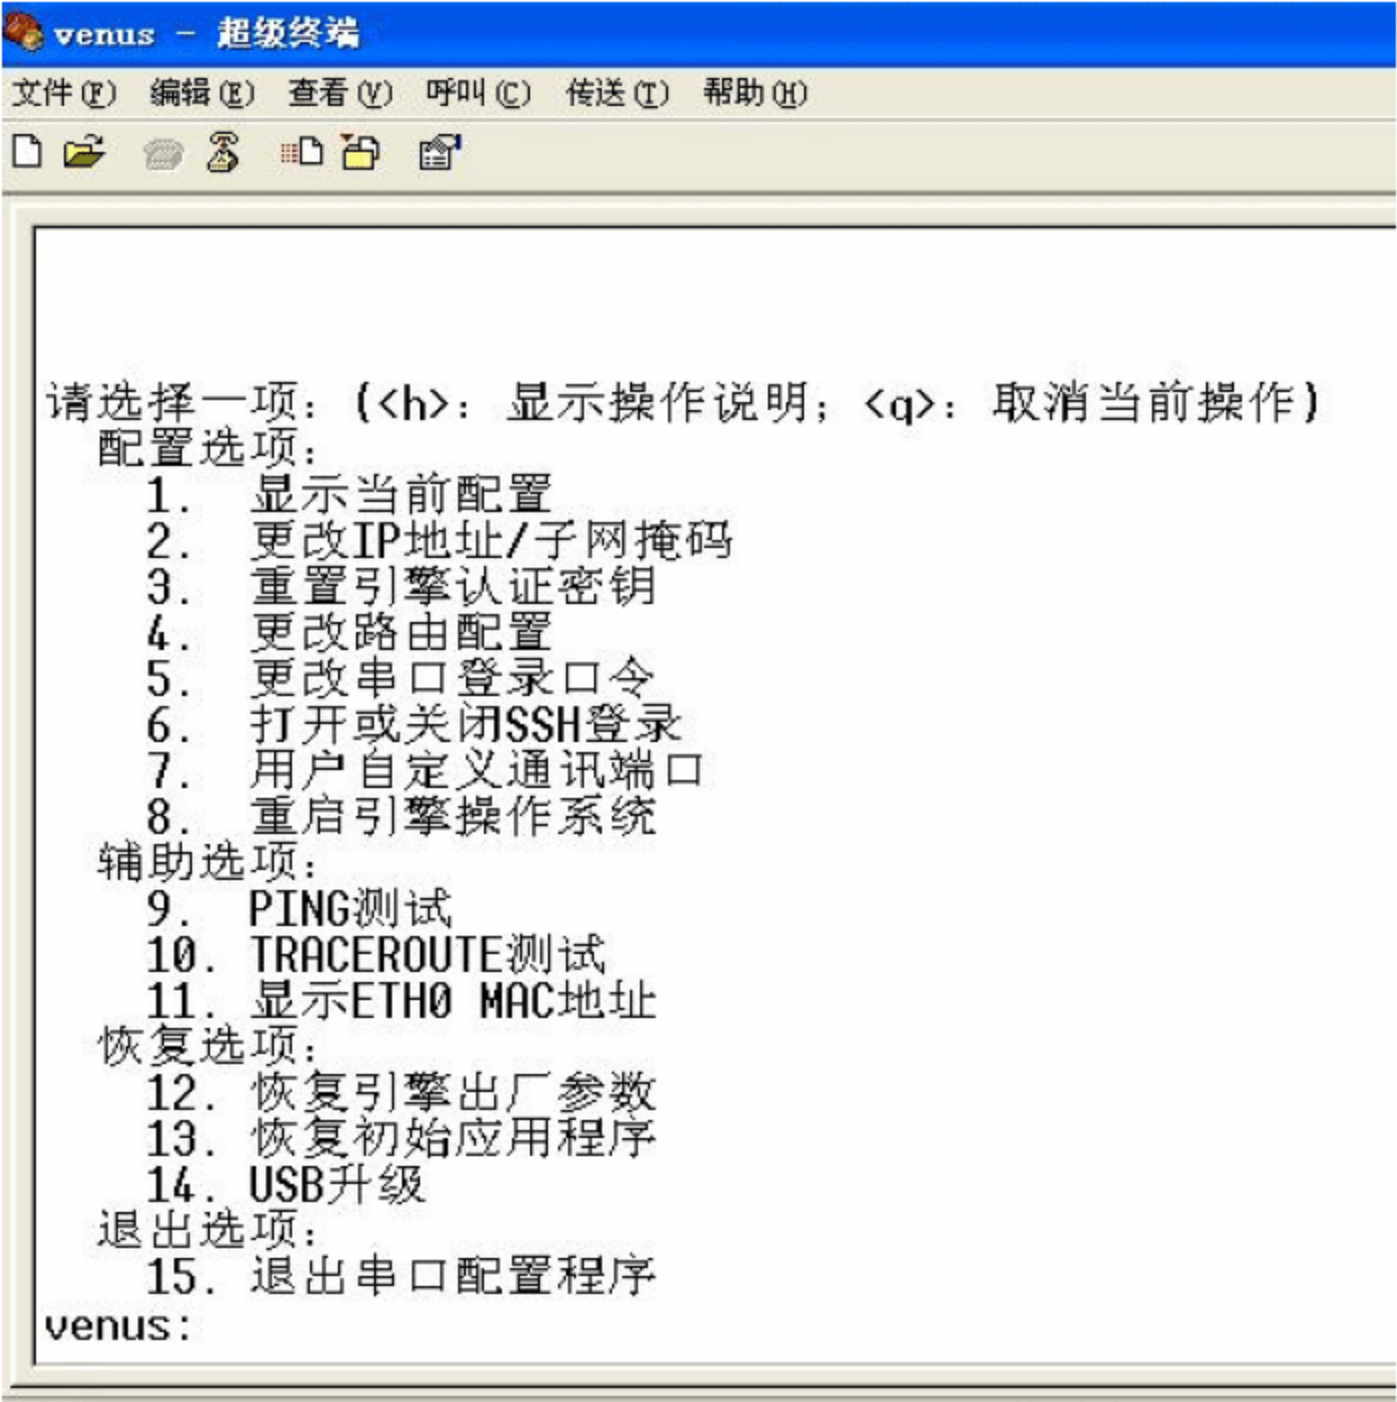 venus - 超级终端
文件(F) 编辑(E) 查看(V) 呼叫(C) 传送(T) 帮助(H)
请选择一项：(<h>：显示操作说明；<q>：取消当前操作)
配置选项：
1. 显示当前配置
2. 更改IP地址/子网掩码
3. 重置引擎认证密钥
4. 更改路由配置
5. 更改串口登录口令
6. 打开或关闭SSH登录
7. 用户自定义通讯端口
8. 重启引擎操作系统
辅助选项：
9. PING测试
10. TRACEROUTE测试
11. 显示ETH0 MAC地址
恢复选项：
12. 恢复引擎出厂参数
13. 恢复初始应用程序
14. USB升级
退出选项：
15. 退出串口配置程序
venus: